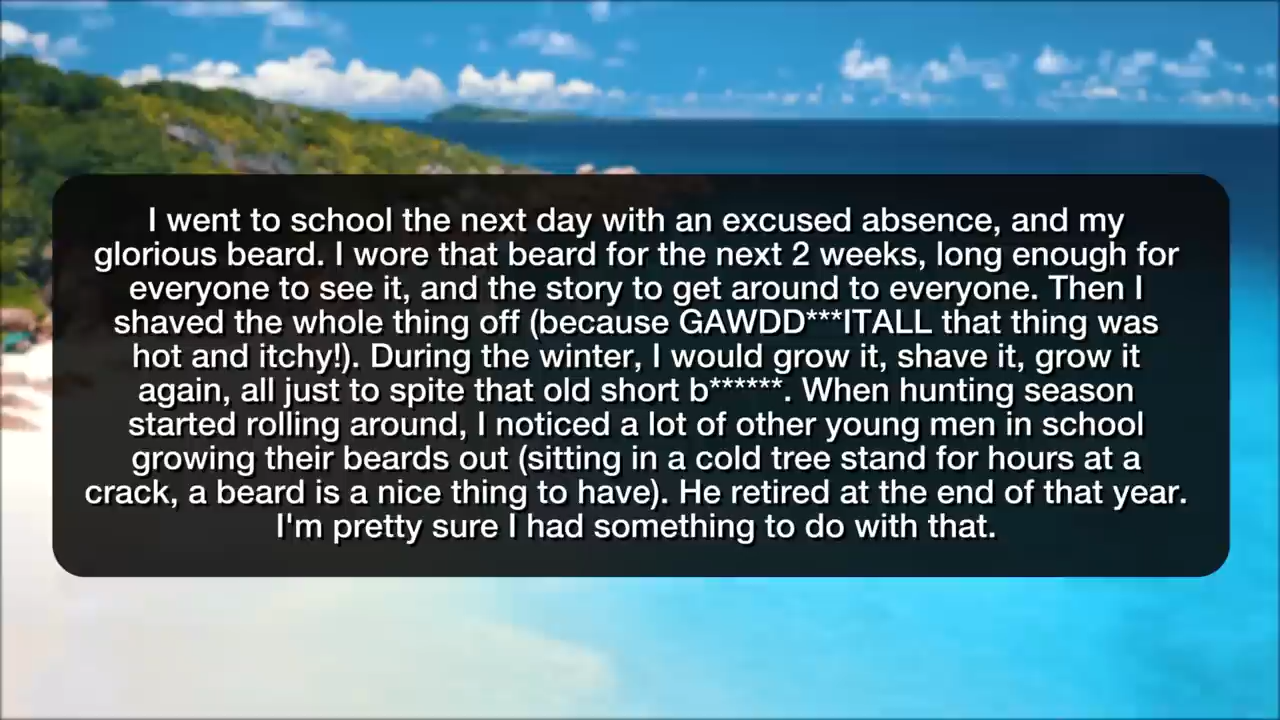 I went to school the next day with an excused absence, and my
glorious beard. I wore that beard for the next 2 weeks, long enough for
everyone to see it, and the story to get around to everyone. Then I
shaved the whole thing off (because GAWDD***ITALL that thing was
hot and itchy!). During the winter, I would grow it, shave it, grow it
again, all just to spite that old short b******. When hunting season
started rolling around, I noticed a lot of other young men in school
growing their beards out (sitting in a cold tree stand for hours at a
crack, a beard is a nice thing to have). He retired at the end of that year.
I'm pretty sure I had something to do with that.